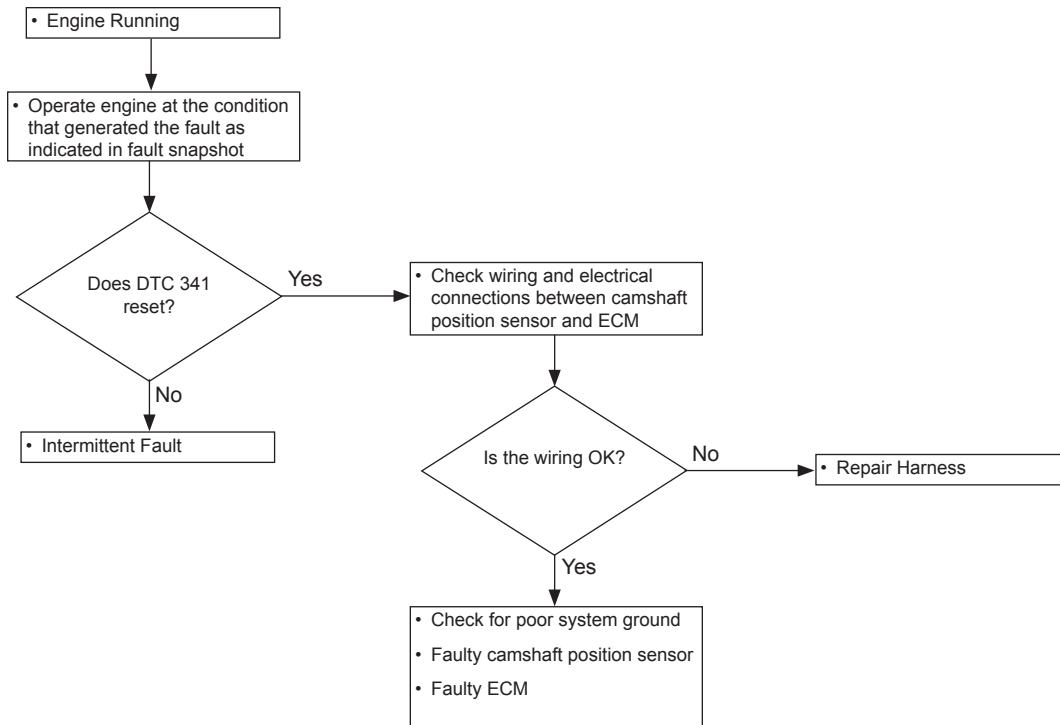 • Engine Running
• Operate engine at the condition
that generated the fault as
indicated in fault snapshot
Does DTC 341
reset?
Yes
• Check wiring and electrical
connections between camshaft
position sensor and ECM
No
• Intermittent Fault
Is the wiring OK?
No
• Repair Harness
Yes
• Check for poor system ground
• Faulty camshaft position sensor
• Faulty ECM